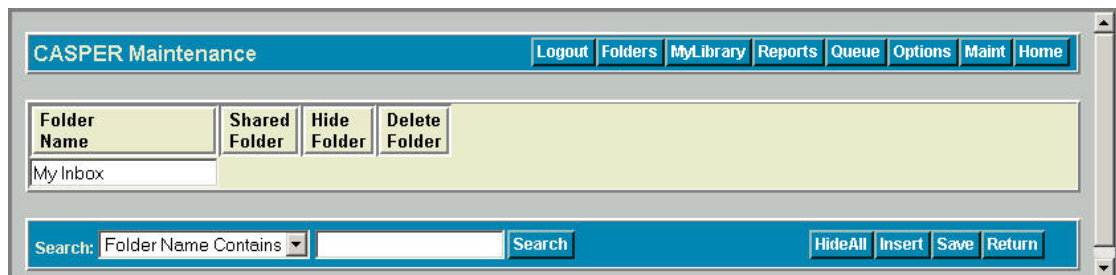 CASPER Maintenance Logout Folders MyLibrary Reports Queue Options Maint Home
Folder Name Shared Folder Hide Folder Delete Folder
My Inbox
Search: Folder Name Contains Search HideAll Insert Save Return